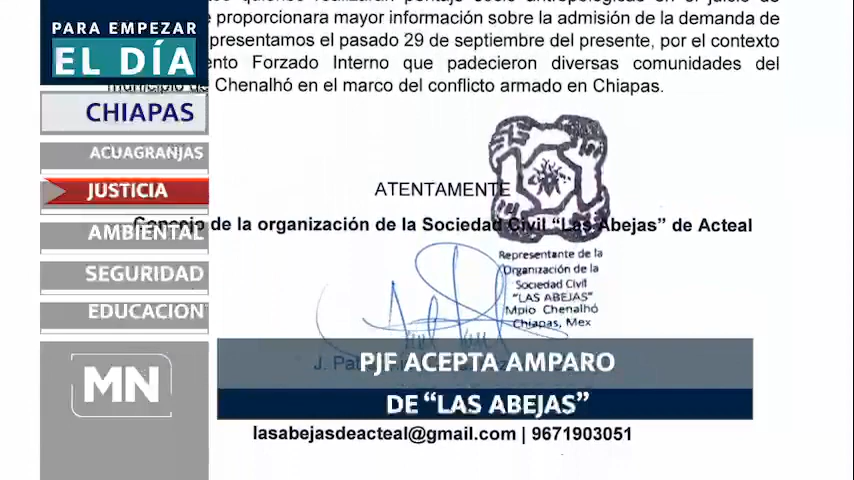 PARA EMPEZAR
EL DÍA
CHIAPAS
ACUAGRANJAS
JUSTICIA
AMBIENTAL
SEGURIDAD
EDUCACION
MN
proporcionara mayor información sobre la admisión de la demanda de
presentamos el pasado 29 de septiembre del presente, por el contexto
Forzado Interno que padecieron diversas comunidades del
municipio de Chenalhó en el marco del conflicto armado en Chiapas.
ATENTAMENTE
Consejo de la organización de la Sociedad Civil “Las Abejas” de Acteal
Representante de la
Organización de la
Sociedad Civil
"LAS ABEJAS"
Mpio Chenalhó
Chiapas, Mex
PJF ACEPTA AMPARO
DE “LAS ABEJAS”
lasabejasdeacteal@gmail.com | 9671903051